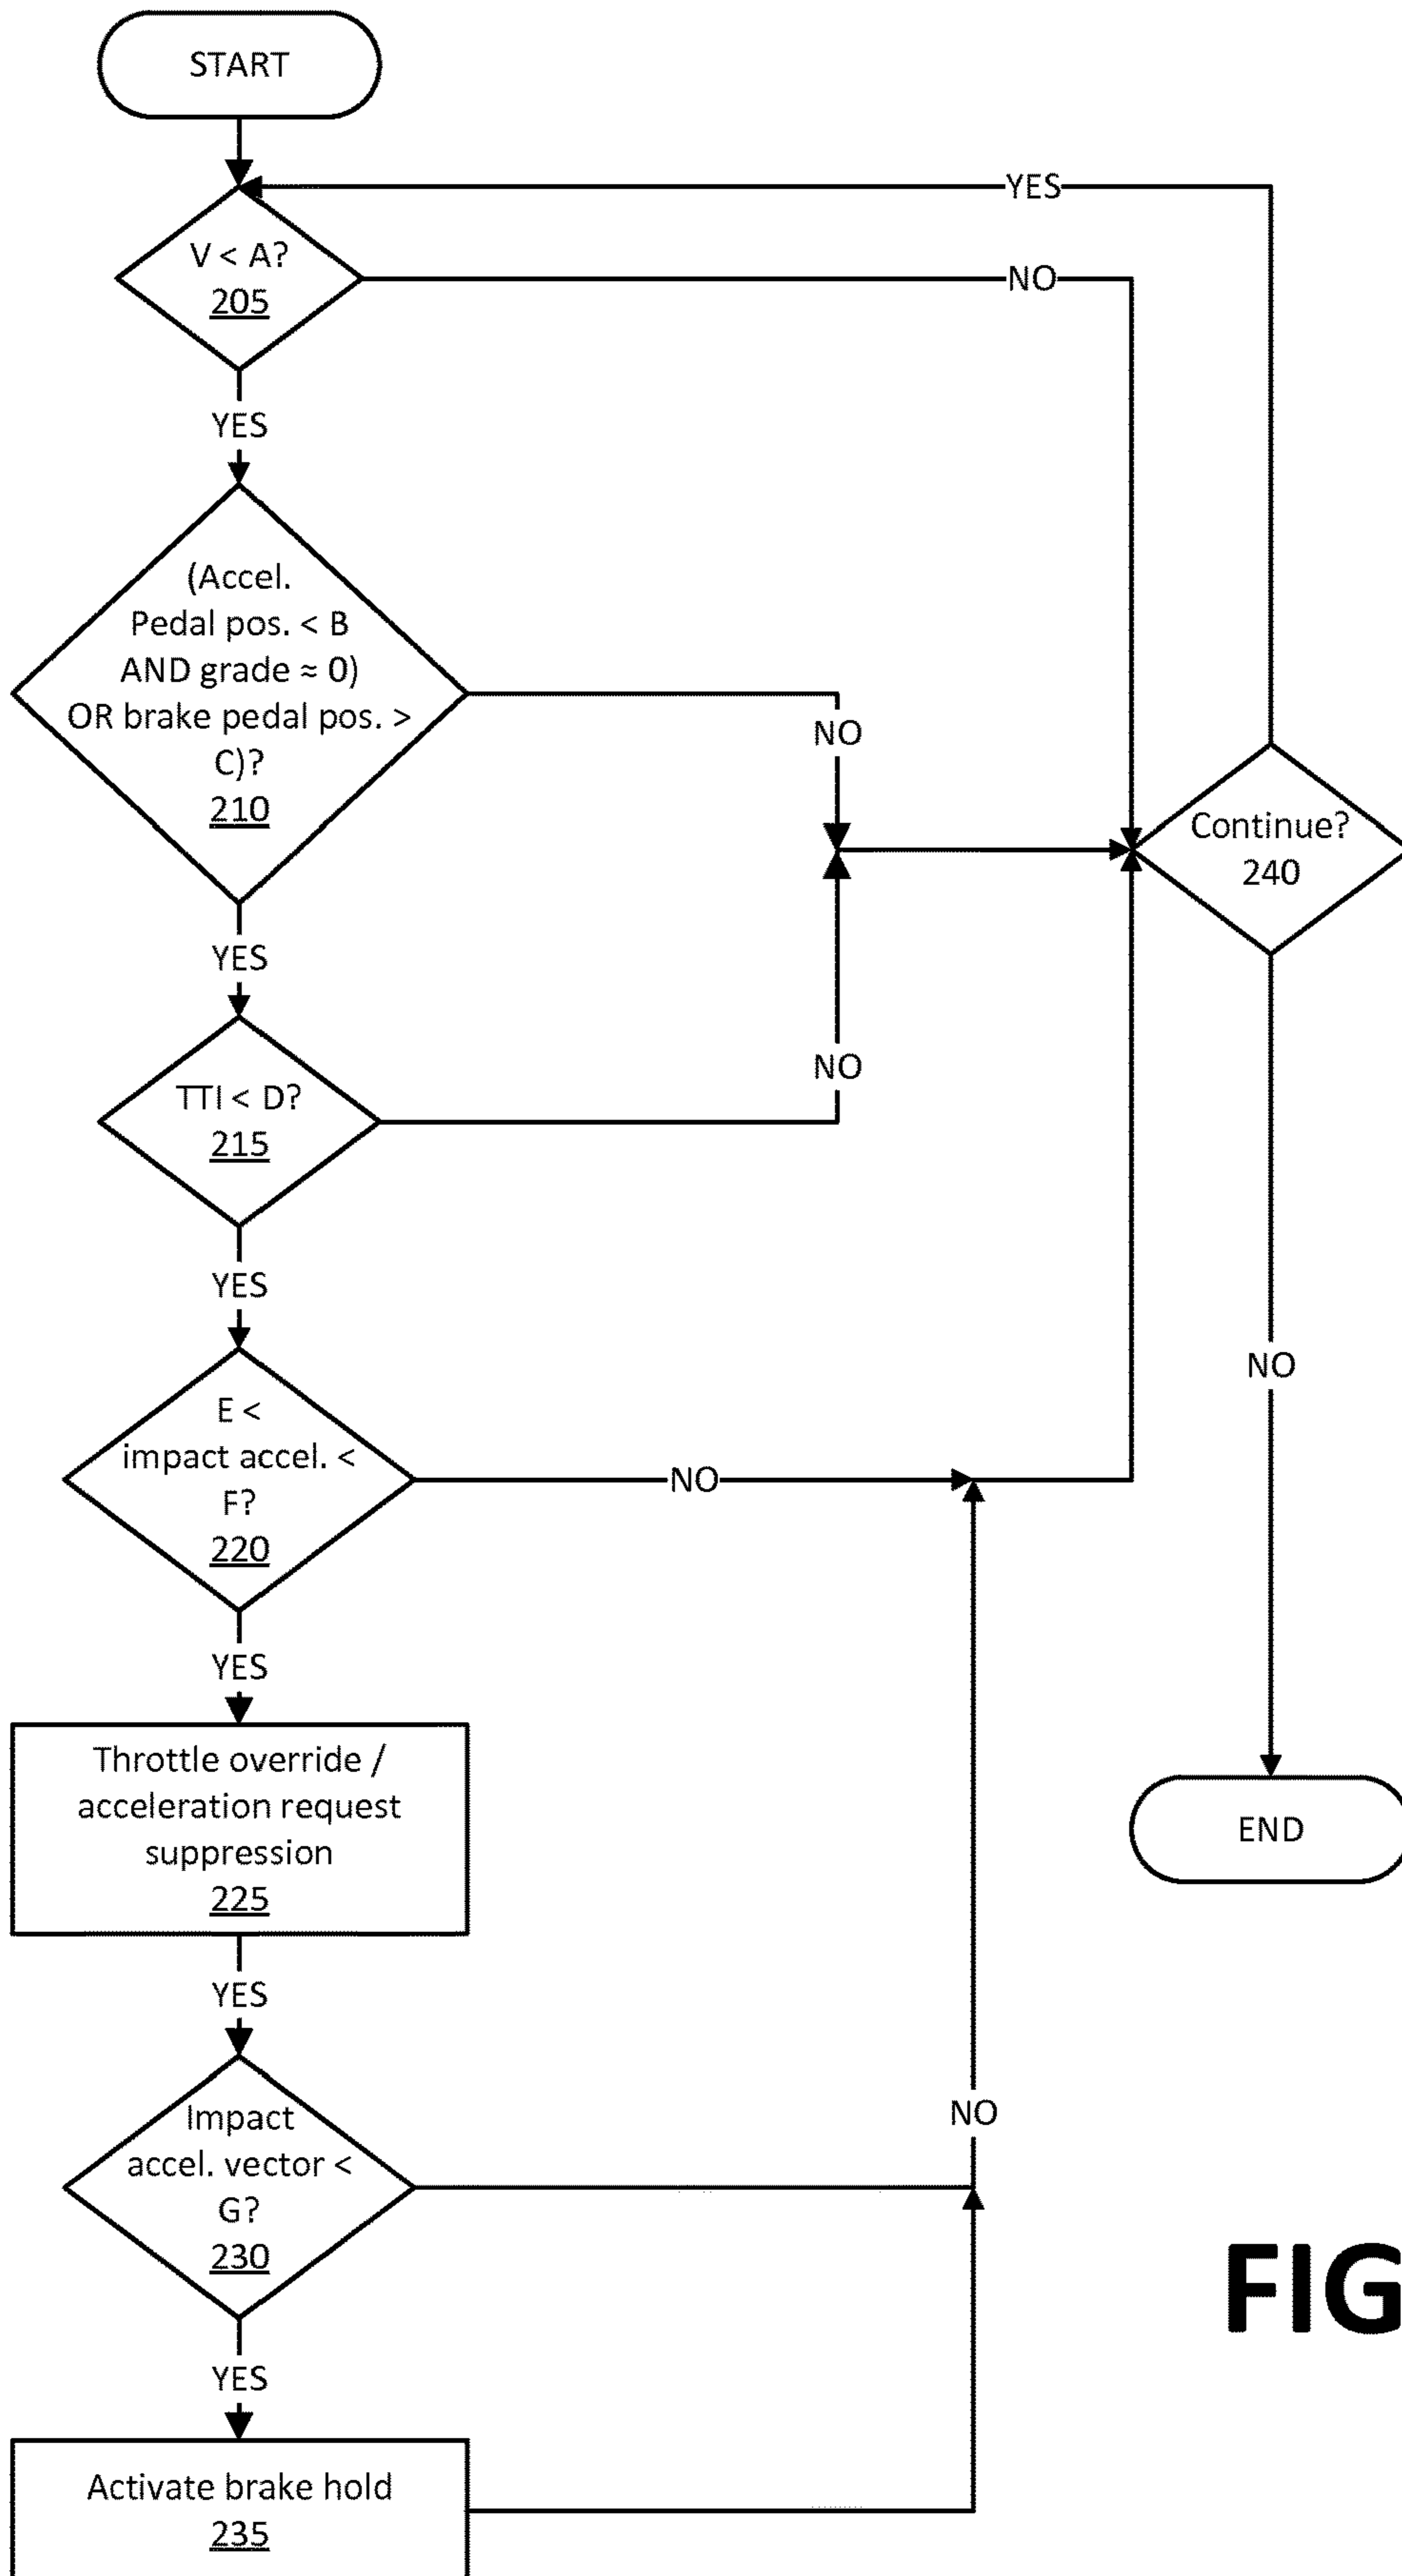 START
YES
V < A?
205
NO
YES
(Accel.
Pedal pos. < B
AND grade ≈ 0)
OR brake pedal pos. >
C)?
210
NO
Continue?
240
YES
NO
TTI < D?
215
YES
NO
E <
impact accel. <
F?
220
NO
YES
Throttle override /
acceleration request
suppression
225
END
YES
NO
Impact
accel. vector <
G?
230
FIG
YES
Activate brake hold
235